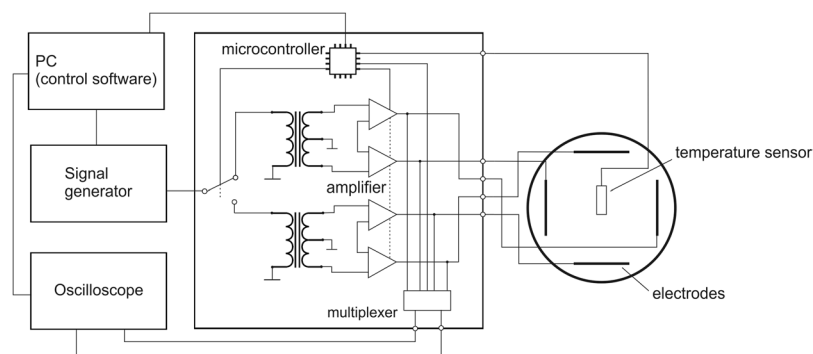 microcontroller
PC
(control software)
temperature sensor
Signal
generator
amplifier
Oscilloscope
electrodes
multiplexer